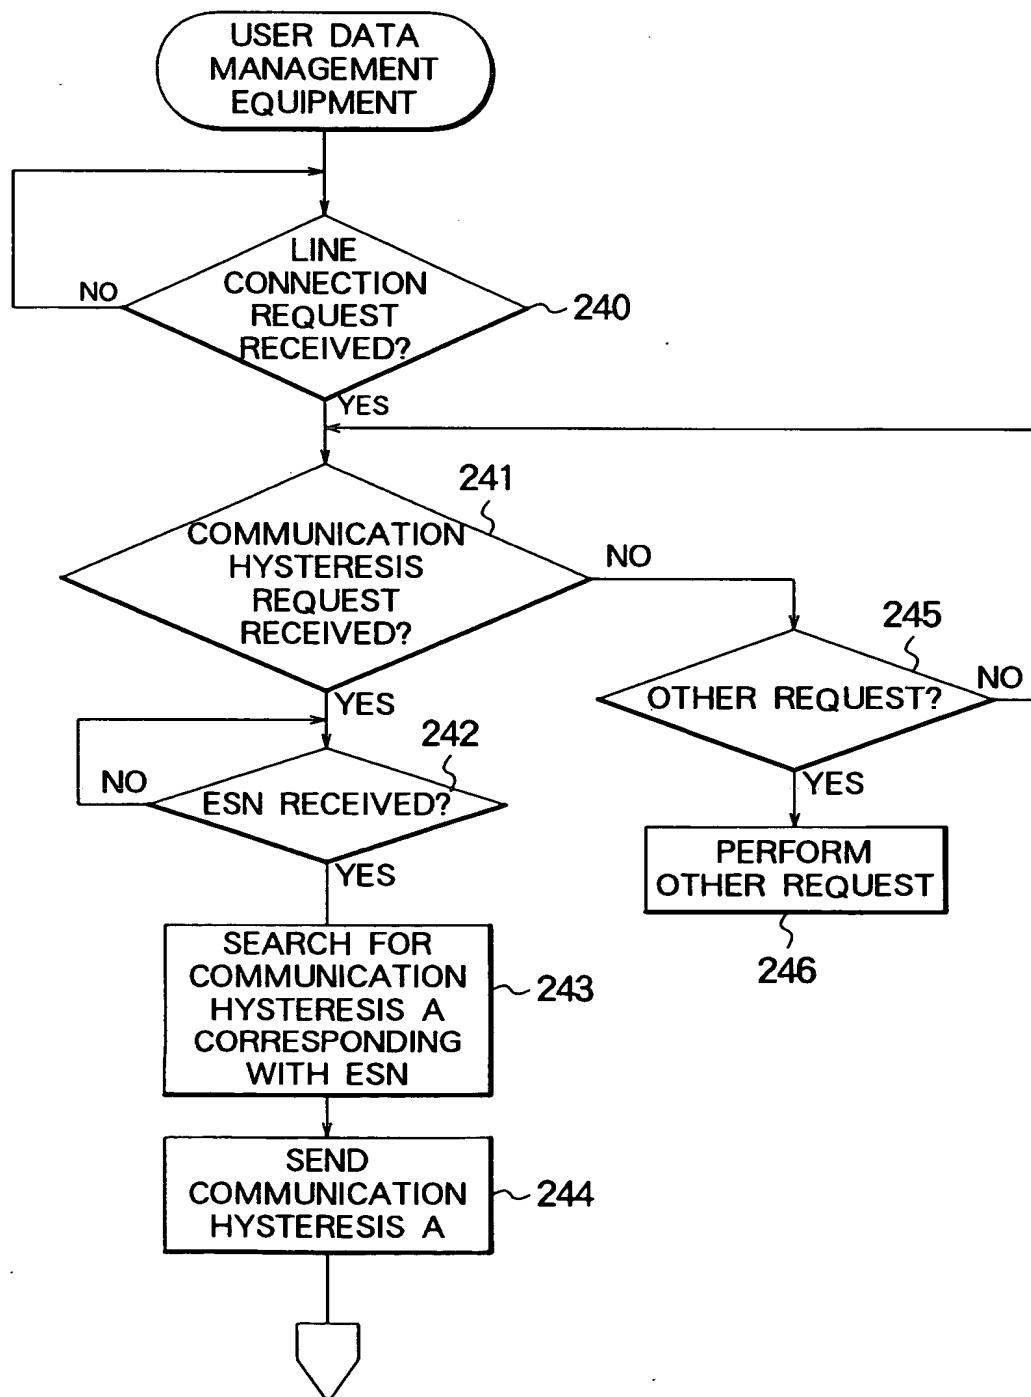 USER DATA
MANAGEMENT
EQUIPMENT
LINE
CONNECTION
REQUEST
RECEIVED?
NO
240
YES
241
COMMUNICATION
HYSTERESIS
REQUEST
RECEIVED?
NO
YES
245
OTHER REQUEST?
NO
YES
242
ESN RECEIVED?
NO
YES
PERFORM
OTHER REQUEST
246
SEARCH FOR
COMMUNICATION
HYSTERESIS A
CORRESPONDING
WITH ESN
243
SEND
COMMUNICATION
HYSTERESIS A
244